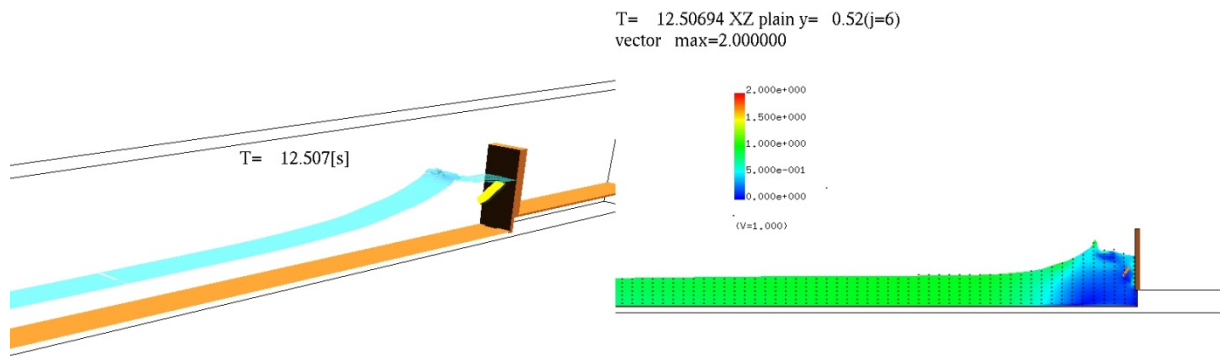 T= 12.507[s]
T= 12.50694 XZ plain y= 0.52(j=6)
vector max=2.000000
2.000e+000
1.500e+000
1.000e+000
5.000e-001
0.000e+000
(V=1.000)